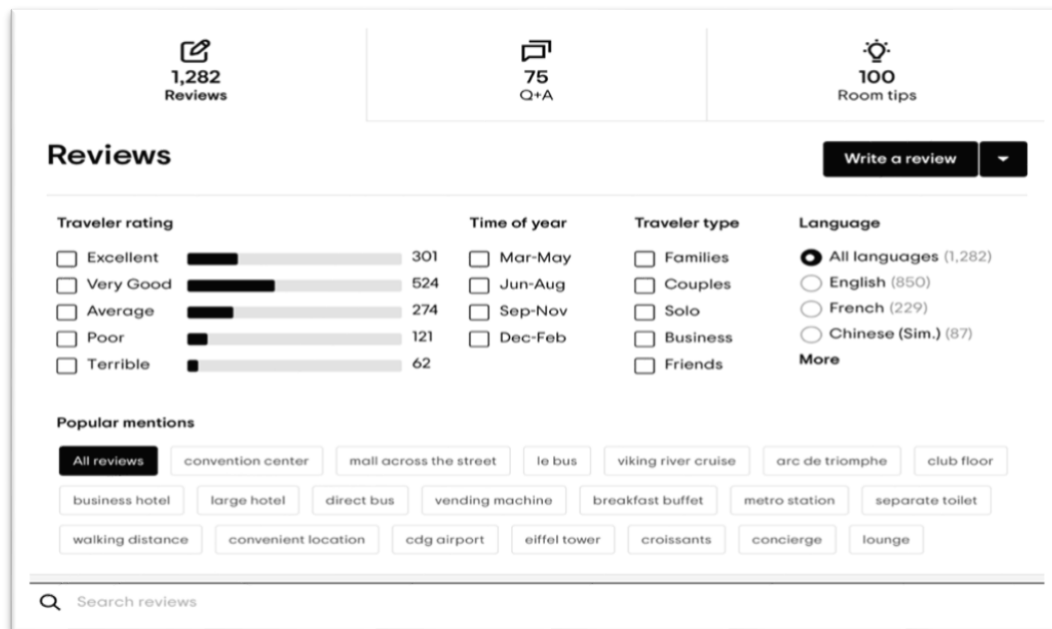 1,282
Reviews
75
Q+A
100
Room tips
Reviews
Write a review
Traveler rating
Excellent 301
Very Good 524
Average 274
Poor 121
Terrible 62
Time of year
Mar-May
Jun-Aug
Sep-Nov
Dec-Feb
Traveler type
Families
Couples
Solo
Business
Friends
Language
All languages (1,282)
English (850)
French (229)
Chinese (Sim.) (87)
More
Popular mentions
All reviews convention center mall across the street le bus viking river cruise arc de triomphe club floor
business hotel large hotel direct bus vending machine breakfast buffet metro station separate toilet
walking distance convenient location cdg airport eiffel tower croissants concierge lounge
Search reviews